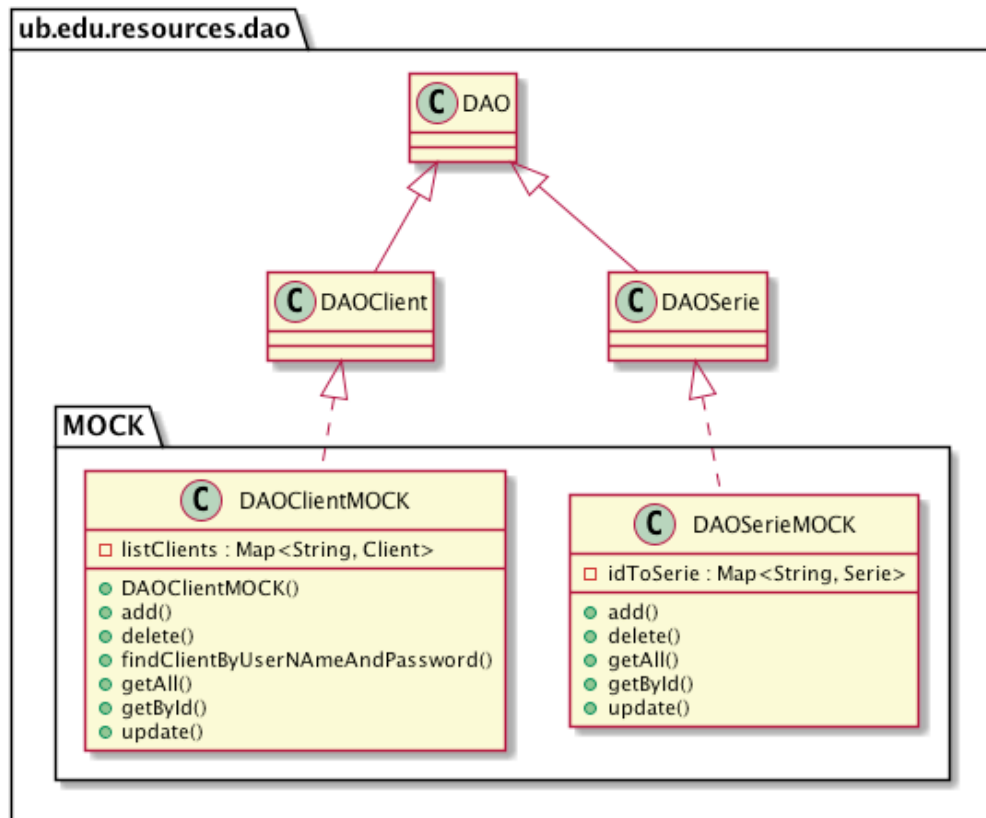 ub.edu.resources.dao
C DAO
C DAOClient
C DAOSerie
MOCK
C DAOClientMOCK
listClients : Map<String, Client>
DAOClientMOCK()
add()
delete()
findClientByUserNAmeAndPassword()
getAll()
getById()
update()
C DAOSerieMOCK
idToSerie : Map<String, Serie>
add()
delete()
getAll()
getById()
update()